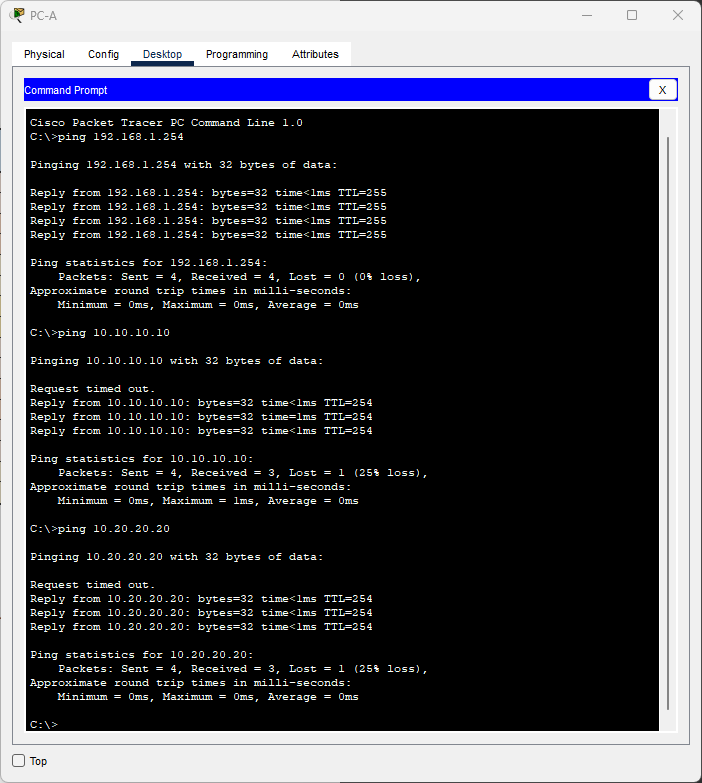 PC-A
Physical Config Desktop Programming Attributes
Command Prompt X
Cisco Packet Tracer PC Command Line 1.0
C:\>ping 192.168.1.254
Pinging 192.168.1.254 with 32 bytes of data:
Reply from 192.168.1.254: bytes=32 time<1ms TTL=255
Reply from 192.168.1.254: bytes=32 time<1ms TTL=255
Reply from 192.168.1.254: bytes=32 time<1ms TTL=255
Reply from 192.168.1.254: bytes=32 time<1ms TTL=255
Ping statistics for 192.168.1.254:
    Packets: Sent = 4, Received = 4, Lost = 0 (0% loss),
Approximate round trip times in milli-seconds:
    Minimum = 0ms, Maximum = 0ms, Average = 0ms
C:\>ping 10.10.10.10
Pinging 10.10.10.10 with 32 bytes of data:
Request timed out.
Reply from 10.10.10.10: bytes=32 time<1ms TTL=254
Reply from 10.10.10.10: bytes=32 time=1ms TTL=254
Reply from 10.10.10.10: bytes=32 time<1ms TTL=254
Ping statistics for 10.10.10.10:
    Packets: Sent = 4, Received = 3, Lost = 1 (25% loss),
Approximate round trip times in milli-seconds:
    Minimum = 0ms, Maximum = 1ms, Average = 0ms
C:\>ping 10.20.20.20
Pinging 10.20.20.20 with 32 bytes of data:
Request timed out.
Reply from 10.20.20.20: bytes=32 time<1ms TTL=254
Reply from 10.20.20.20: bytes=32 time<1ms TTL=254
Reply from 10.20.20.20: bytes=32 time<1ms TTL=254
Ping statistics for 10.20.20.20:
    Packets: Sent = 4, Received = 3, Lost = 1 (25% loss),
Approximate round trip times in milli-seconds:
    Minimum = 0ms, Maximum = 0ms, Average = 0ms
C:\>
Top